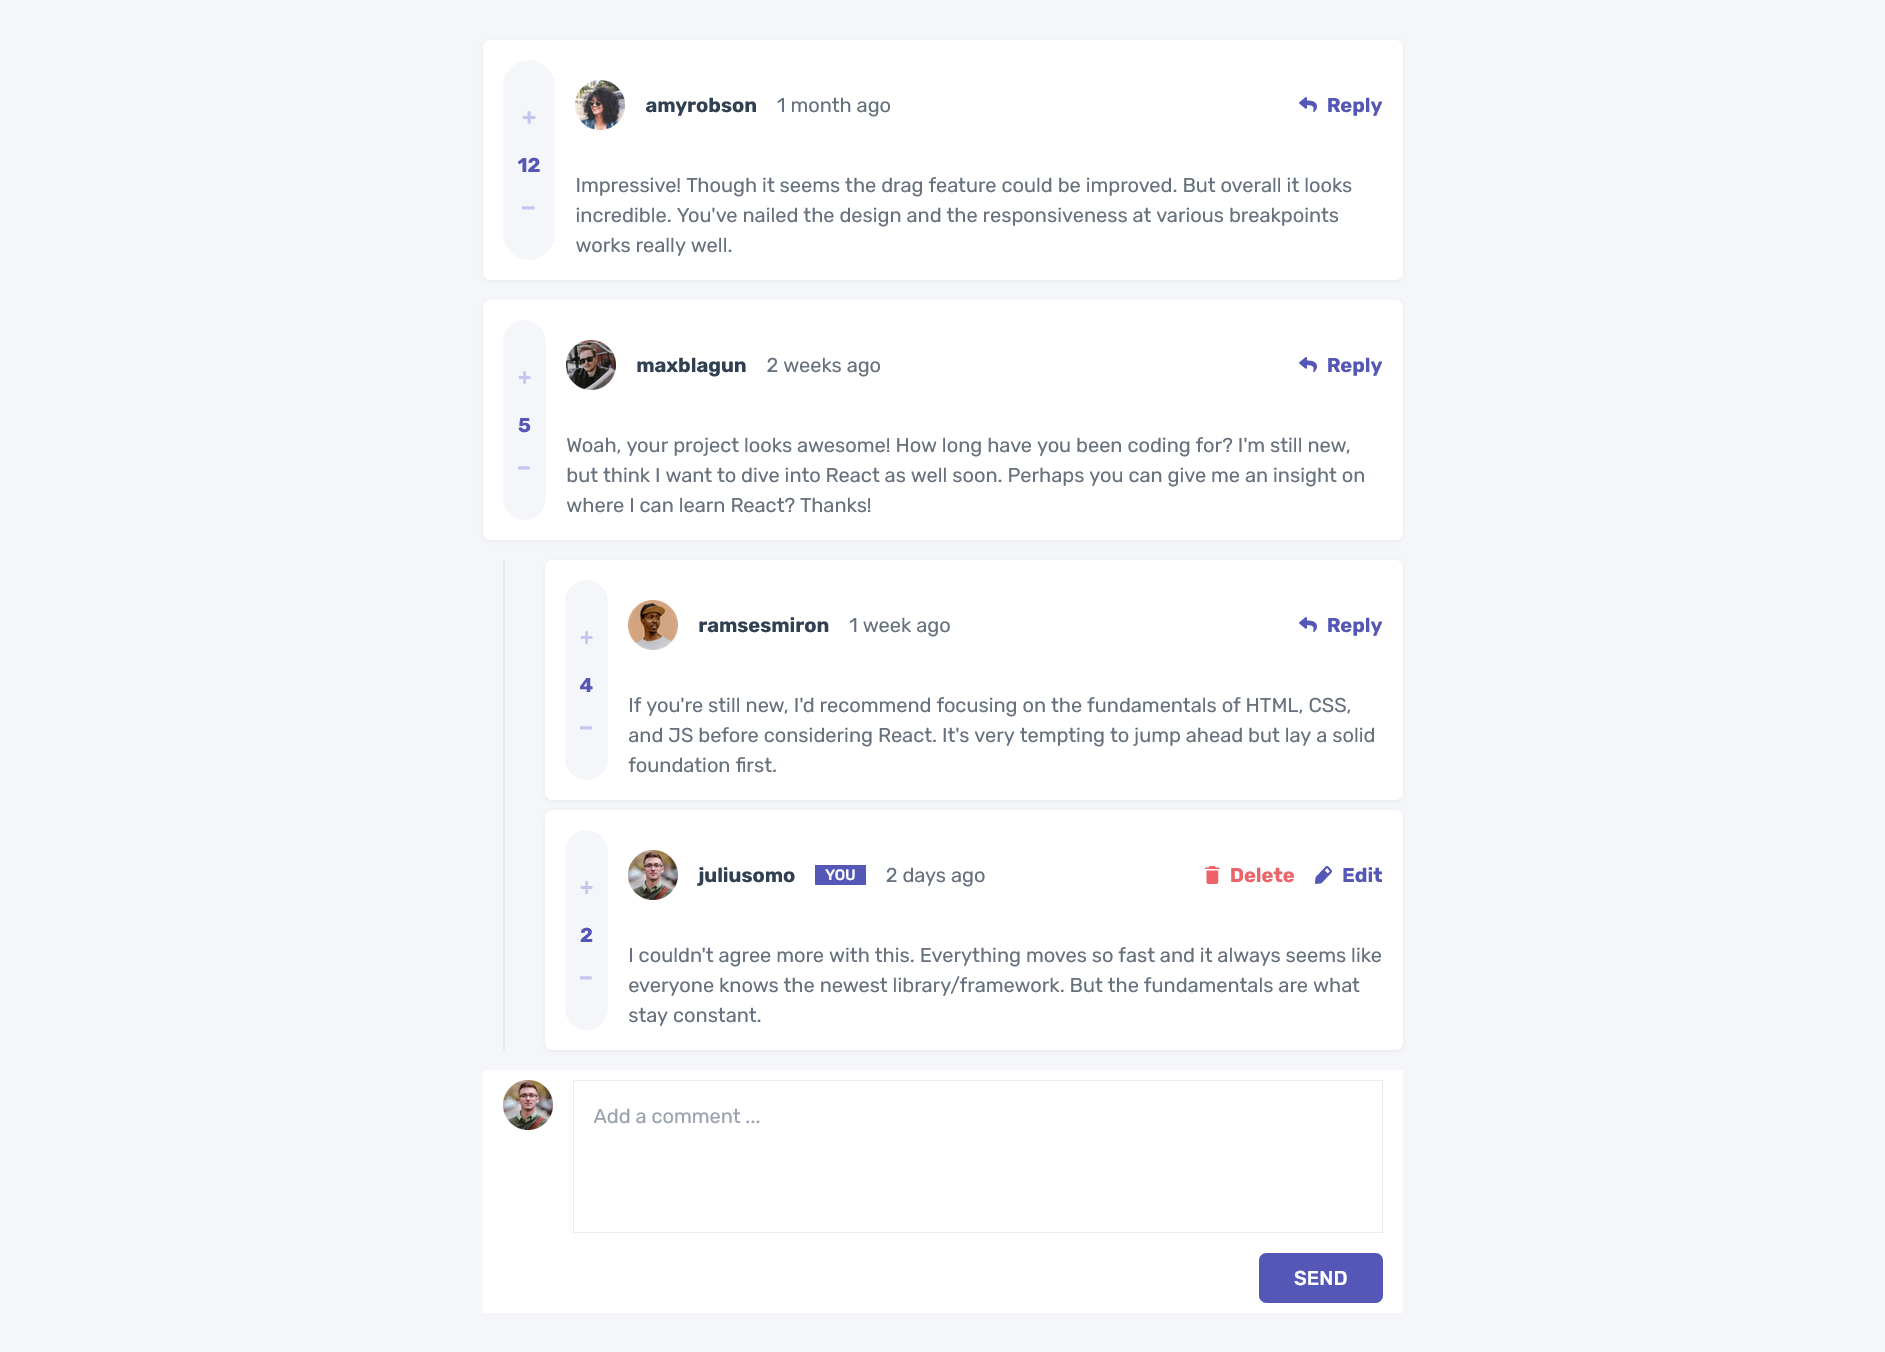 +
12
−
amyrobson 1 month ago Reply
Impressive! Though it seems the drag feature could be improved. But overall it looks
incredible. You've nailed the design and the responsiveness at various breakpoints
works really well.
+
5
−
maxblagun 2 weeks ago Reply
Woah, your project looks awesome! How long have you been coding for? I'm still new,
but think I want to dive into React as well soon. Perhaps you can give me an insight on
where I can learn React? Thanks!
+
4
−
ramsesmiron 1 week ago Reply
If you're still new, I'd recommend focusing on the fundamentals of HTML, CSS,
and JS before considering React. It's very tempting to jump ahead but lay a solid
foundation first.
+
2
−
juliusomo YOU 2 days ago Delete Edit
I couldn't agree more with this. Everything moves so fast and it always seems like
everyone knows the newest library/framework. But the fundamentals are what
stay constant.
Add a comment ...
SEND